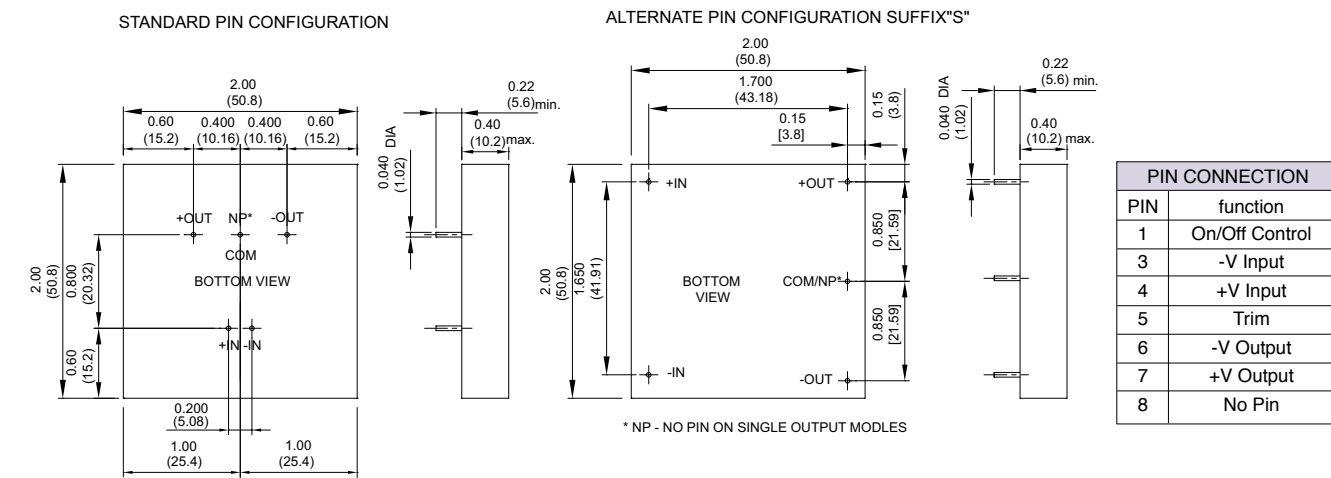 STANDARD PIN CONFIGURATION
2.00
(50.8)
0.60
(15.2)
0.400
(10.16)
0.400
(10.16)
0.60
(15.2)
0.22
(5.6)min.
0.40
(10.2)max.
0.040 DIA
(1.02)
+OUT NP* -OUT
COM
BOTTOM VIEW
2.00
(50.8)
0.800
(20.32)
0.60
(15.2)
+IN -IN
0.200
(5.08)
1.00
(25.4)
1.00
(25.4)
ALTERNATE PIN CONFIGURATION SUFFIX"S"
2.00
(50.8)
1.700
(43.18)
0.15
[3.8]
0.15
(3.8)
0.22
(5.6) min.
0.40
(10.2) max.
0.040 DIA
(1.02)
+IN +OUT
0.850
[21.59]
2.00
(50.8)
1.650
(41.91)
BOTTOM
VIEW
COM/NP*
0.850
[21.59]
-IN -OUT
* NP - NO PIN ON SINGLE OUTPUT MODLES
PIN CONNECTION
PIN function
1 On/Off Control
3 -V Input
4 +V Input
5 Trim
6 -V Output
7 +V Output
8 No Pin